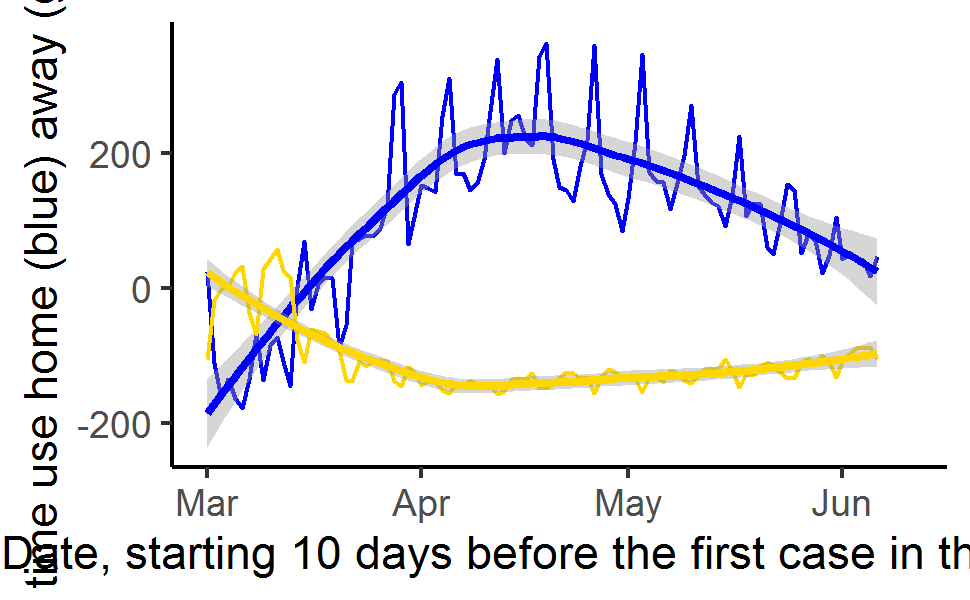 time use home (blue) away (
200
0
-200
Mar Apr May Jun
Date, starting 10 days before the first case in th